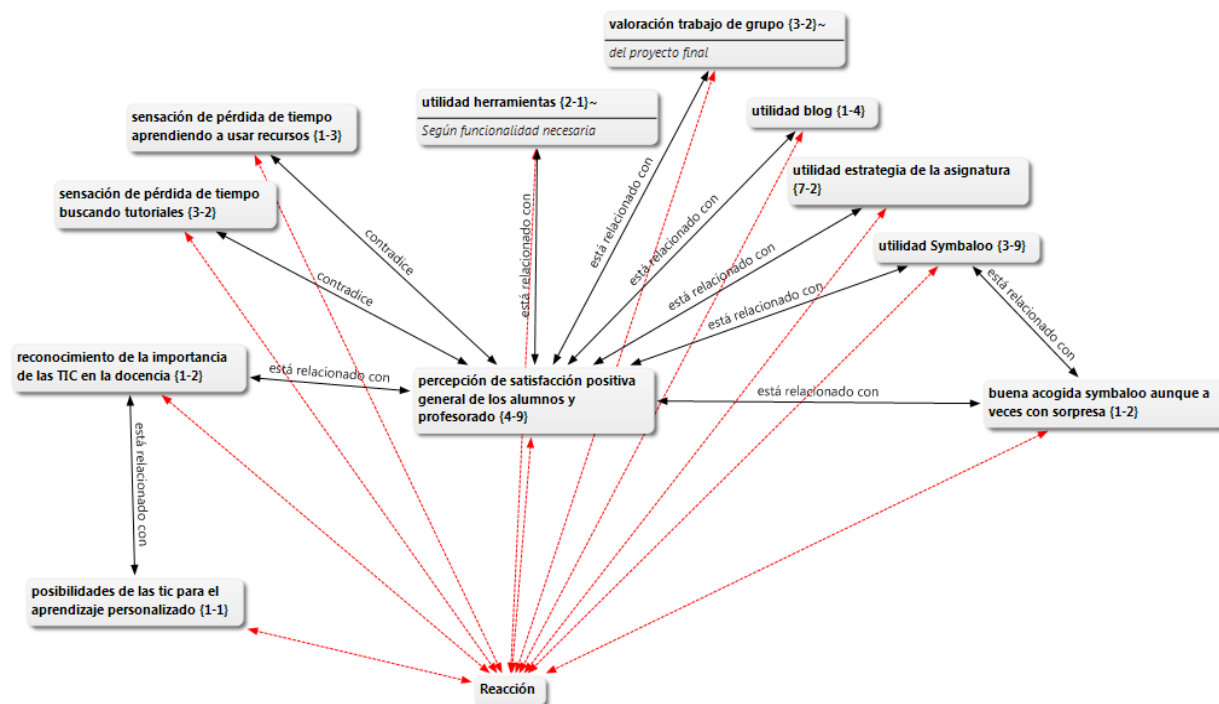 valoración trabajo de grupo {3-2}~
del proyecto final
utilidad herramientas {2-1}~
Según funcionalidad necesaria
utilidad blog {1-4}
sensación de pérdida de tiempo
aprendiendo a usar recursos {1-3}
utilidad estrategia de la asignatura
{7-2}
sensación de pérdida de tiempo
buscando tutoriales {3-2}
utilidad Symbaloo {3-9}
contradice
contradice
está relacionado con
está relacionado con
está relacionado con
está relacionado con
está relacionado con
está relacionado con
reconocimiento de la importancia
de las TIC en la docencia {1-2}
está relacionado con
percepción de satisfacción positiva
general de los alumnos y
profesorado {4-9}
está relacionado con
buena acogida symbaloo aunque a
veces con sorpresa {1-2}
está relacionado con
posibilidades de las tic para el
aprendizaje personalizado {1-1}
Reacción